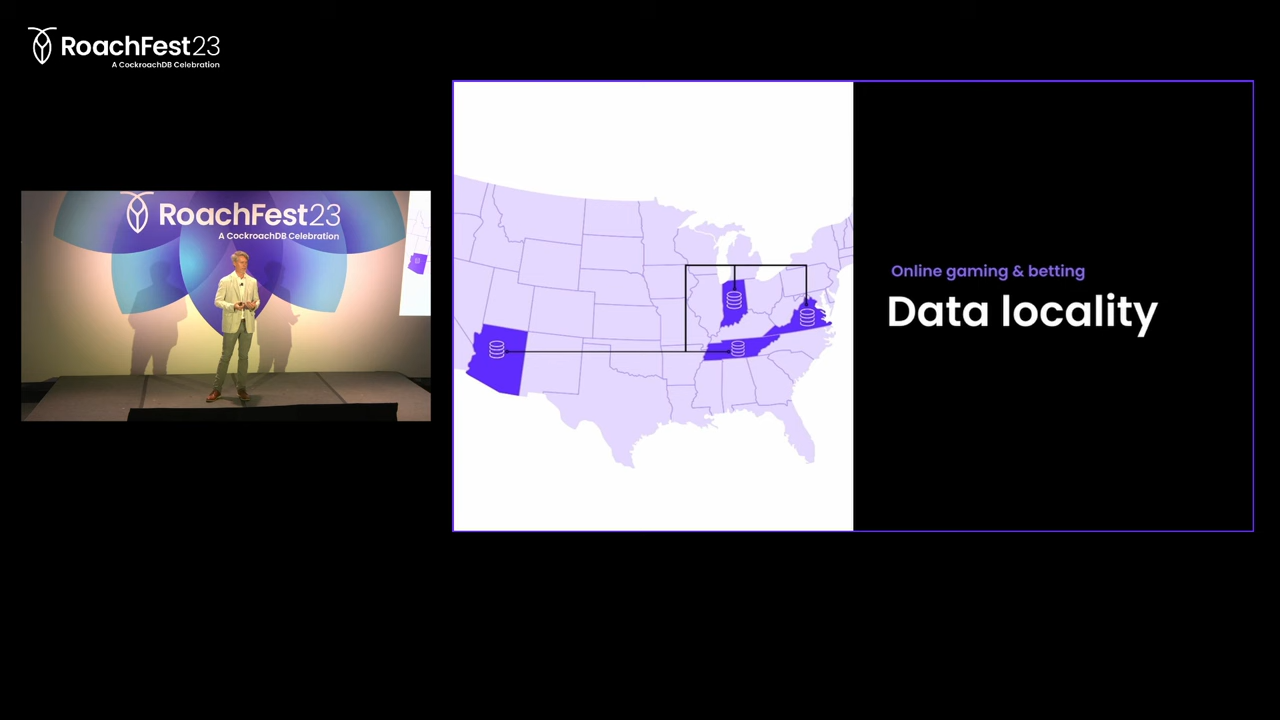 RoachFest23
A CockroachDB Celebration
RoachFest23
A CockroachDB Celebration
Online gaming & betting
Data locality